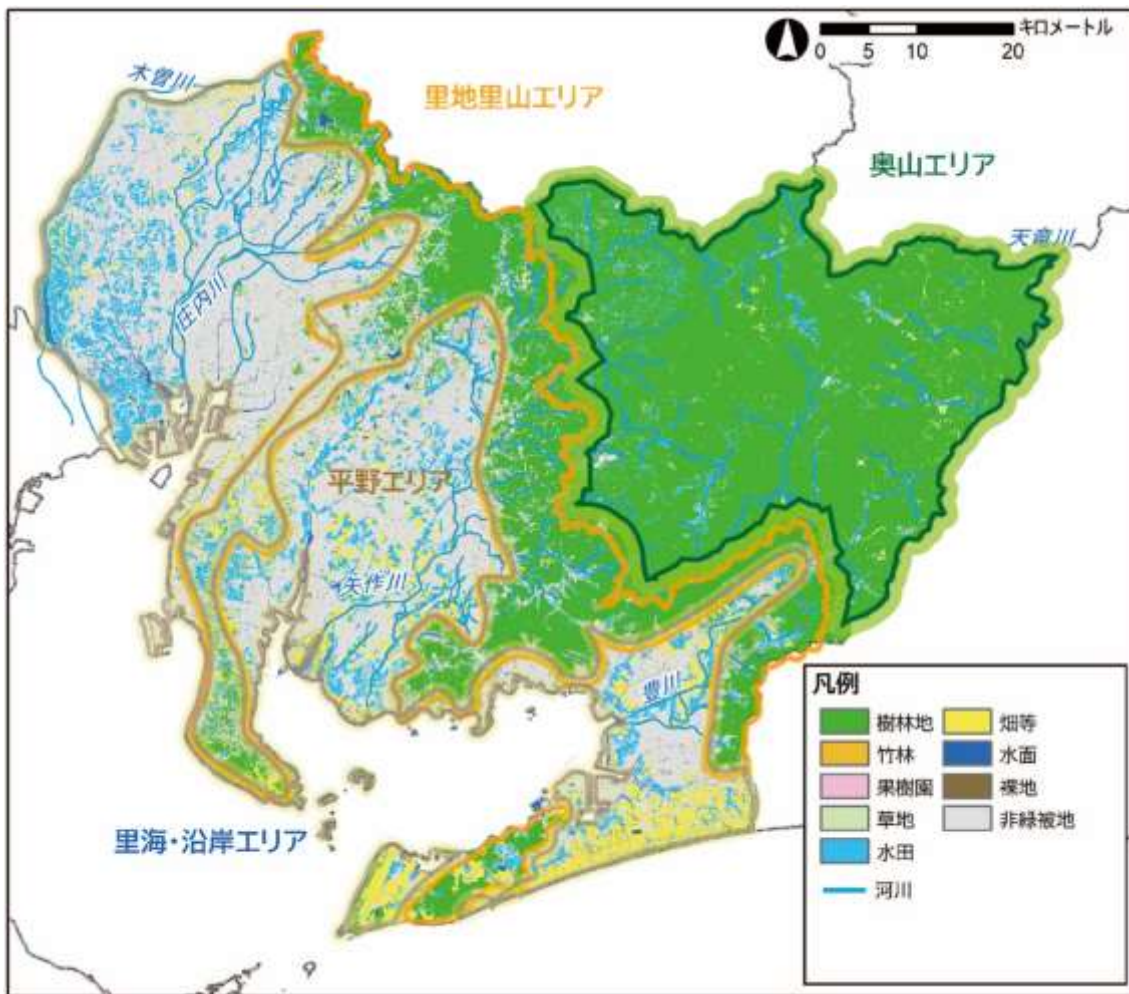 キロメートル
0 5 10 20
木曽川
里地里山エリア
奥山エリア
天竜川
庄内川
平野エリア
矢作川
豊川
里海・沿岸エリア
凡例
樹林地
竹林
果樹園
草地
水田
河川
畑等
水面
裸地
非緑被地